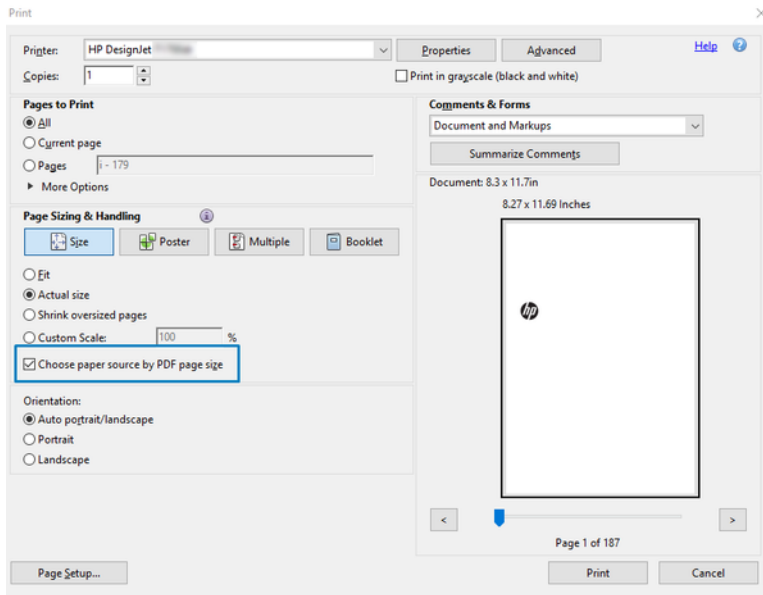 Print
Printer: HP DesignJet
Properties
Advanced
Help
?
Copies: 1
Print in grayscale (black and white)
Pages to Print
All
Current page
Pages i - 179
More Options
Page Sizing & Handling
i
Size
Poster
Multiple
Booklet
Fit
Actual size
Shrink oversized pages
Custom Scale: 100 %
Choose paper source by PDF page size
Orientation:
Auto portrait/landscape
Portrait
Landscape
Comments & Forms
Document and Markups
Summarize Comments
Document: 8.3 x 11.7in
8.27 x 11.69 Inches
hp
<
>
Page 1 of 187
Page Setup...
Print
Cancel